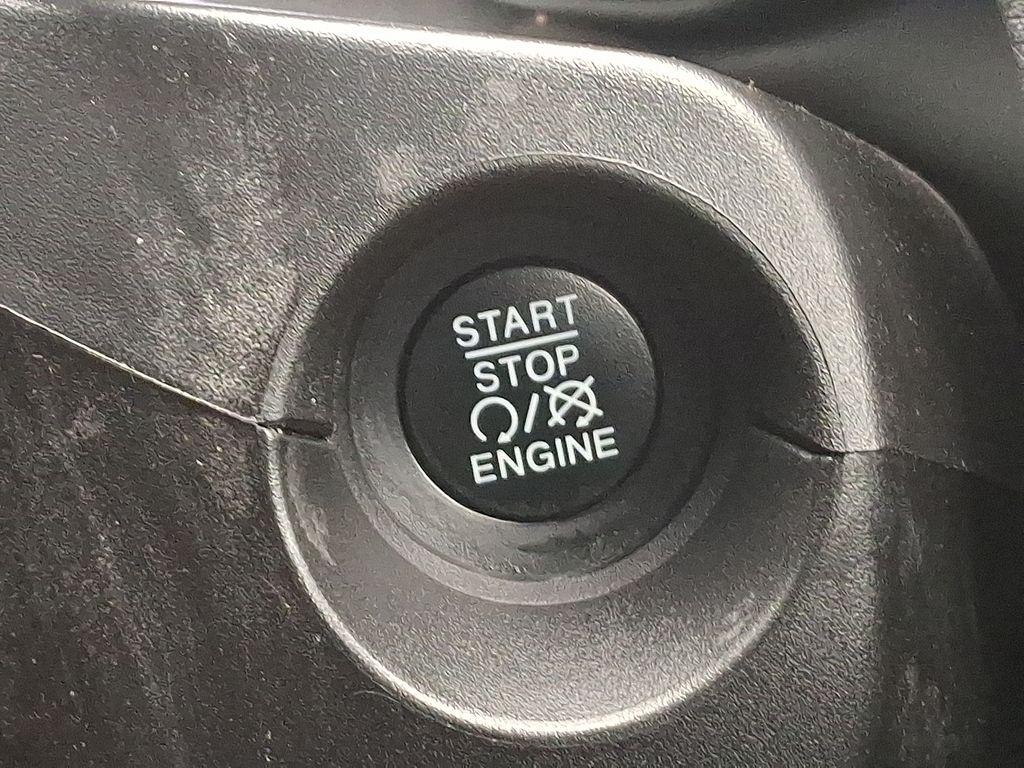 START
STOP
/
ENGINE